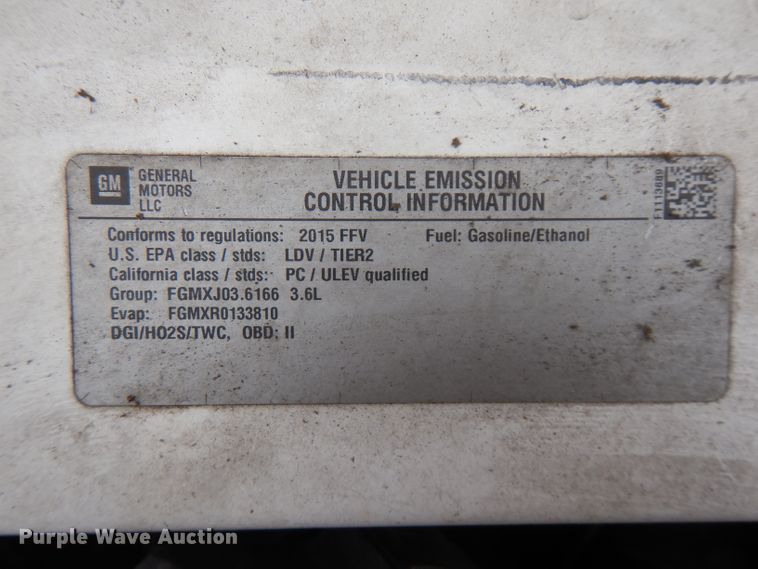 GM
GENERAL
MOTORS
LLC
VEHICLE EMISSION
CONTROL INFORMATION
F1113689
Conforms to regulations: 2015 FFV Fuel: Gasoline/Ethanol
U.S. EPA class / stds: LDV / TIER2
California class / stds: PC / ULEV qualified
Group: FGMXJ03.6166 3.6L
Evap: FGMXR0133810
DGI/HO2S/TWC, OBD: II
Purple Wave Auction